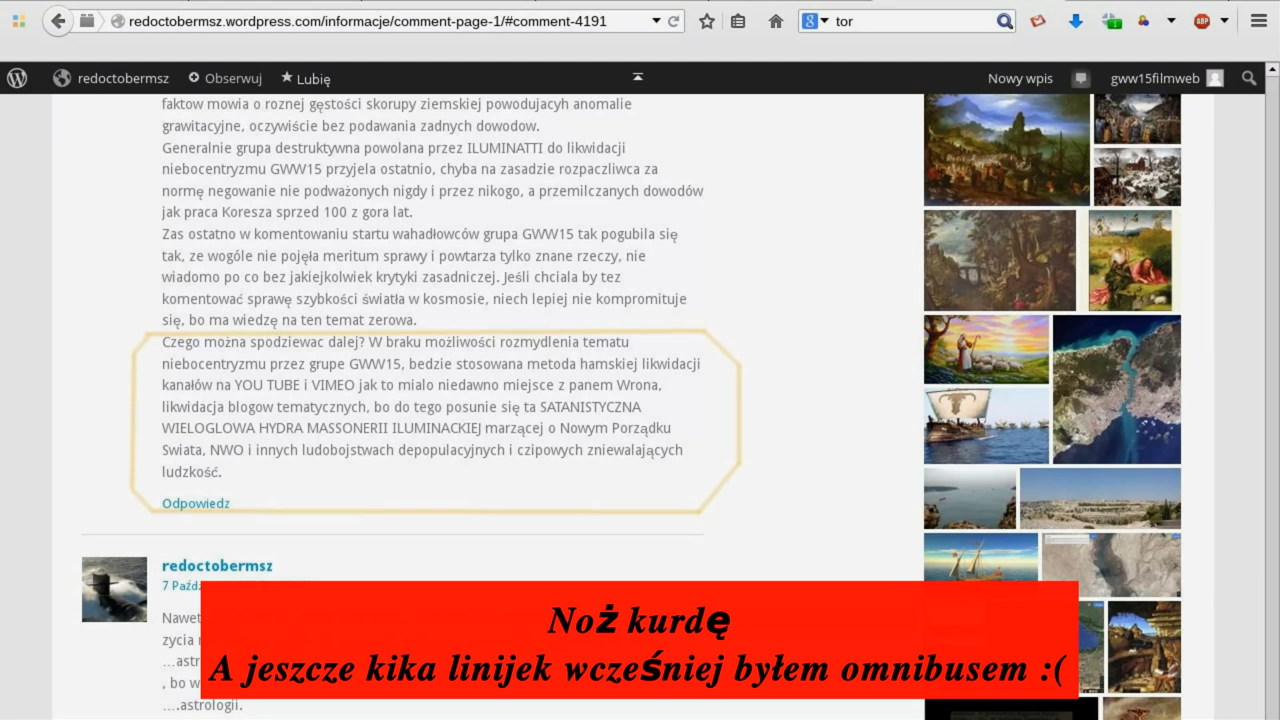 redoctobermsz.wordpress.com/informacje/comment-page-1/#comment-4191
tor
redoctobermsz Obserwuj Lubię Nowy wpis gww15filmweb
faktow mowia o roznej gęstości skorupy ziemskiej powodujacyh anomalie
grawitacyjne, oczywiście bez podawania zadnych dowodow.
Generalnie grupa destruktywna powolana przez ILUMINATTI do likwidacji
niebocentryzmu GWW15 przyjela ostatnio, chyba na zasadzie rozpaczliwca za
normę negowanie nie podważonych nigdy i przez nikogo, a przemilczanych dowodów
jak praca Koresza sprzed 100 z gora lat.
Zas ostatno w komentowaniu startu wahadłowców grupa GWW15 tak pogubila się
tak, ze wogóle nie pojęła meritum sprawy i powtarza tylko znane rzeczy, nie
wiadomo po co bez jakiejkolwiek krytyki zasadniczej. Jeśli chciala by tez
komentować sprawę szybkości światła w kosmosie, niech lepiej nie kompromituje
się, bo ma wiedzę na ten temat zerowa.
Czego można spodziewac dalej? W braku możliwości rozmydlenia tematu
niebocentryzmu przez grupe GWW15, bedzie stosowana metoda hamskiej likwidacji
kanałów na YOU TUBE i VIMEO jak to mialo niedawno miejsce z panem Wrona,
likwidacja blogow tematycznych, bo do tego posunie się ta SATANISTYCZNA
WIELOGLOWA HYDRA MASSONERII ILUMINACKIEJ marzącej o Nowym Porządku
Swiata, NWO i innych ludobojstwach depopulacyjnych i czipowych zniewalających
ludzkość.
Odpowiedz
redoctobermsz
7 Paźdz
Nawet
zycia
…astr
, bo w
….astrologii.
Noż kurdę
A jeszcze kika linijek wcześniej byłem omnibusem :(